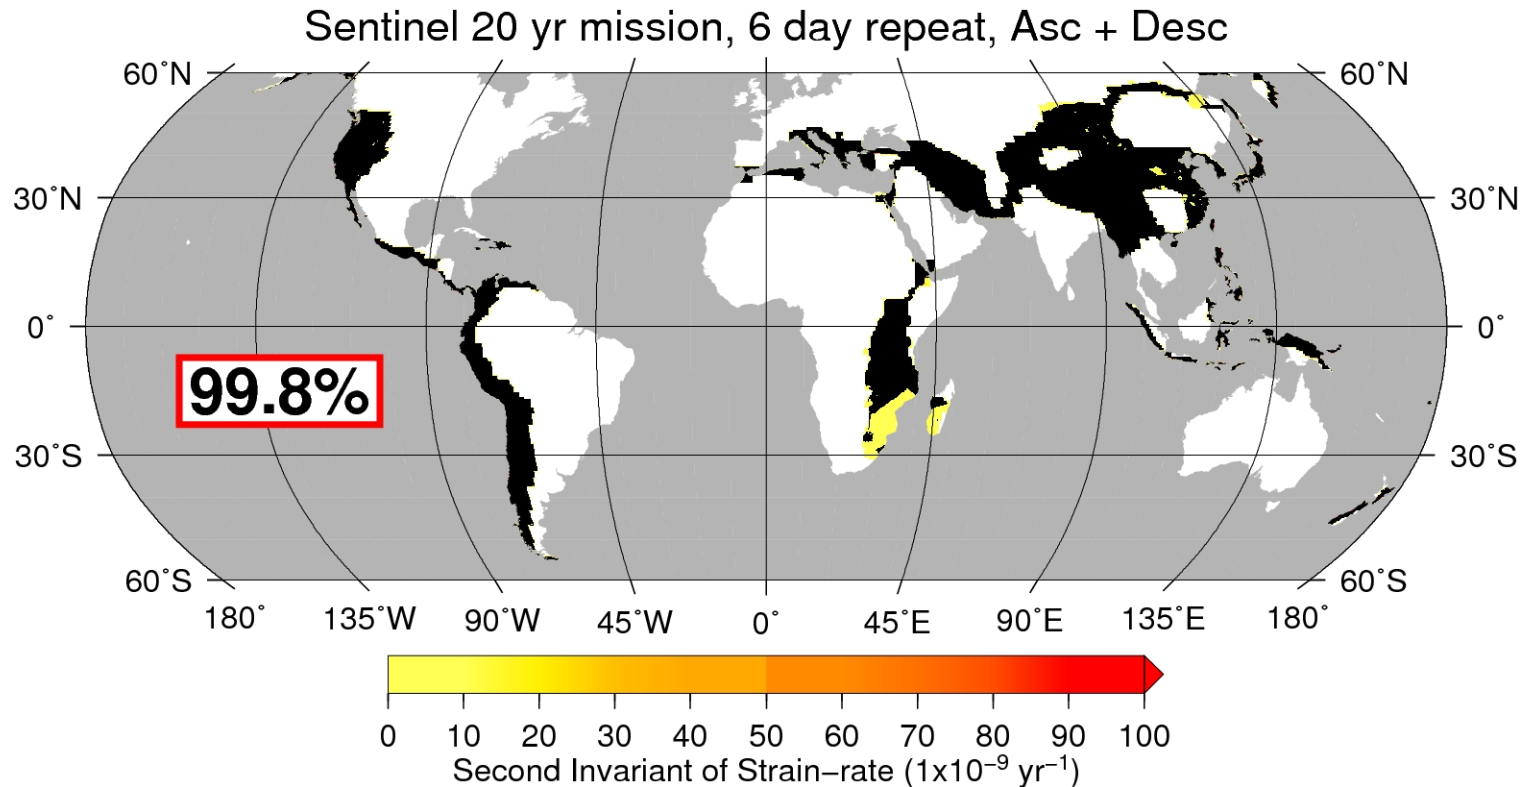 Sentinel 20 yr mission, 6 day repeat, Asc + Desc
60˚N 60˚N
30˚N 30˚N
0˚ 0˚
99.8%
30˚S 30˚S
60˚S 60˚S
180˚ 135˚W 90˚W 45˚W 0˚ 45˚E 90˚E 135˚E 180˚
0 10 20 30 40 50 60 70 80 90 100
Second Invariant of Strain−rate (1x10⁻⁹ yr⁻¹)